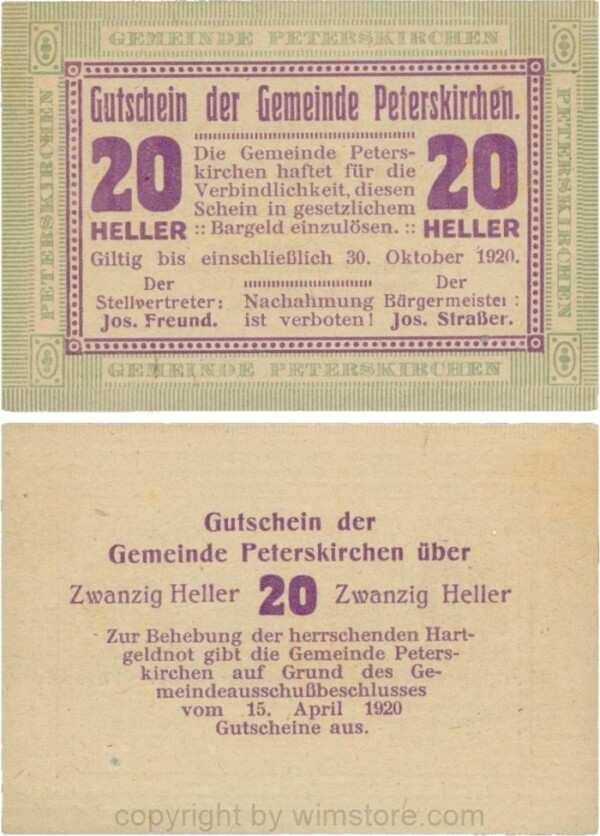 GEMEINDE PETERSKIRCHEN
PETERSKIRCHEN
PETERSKIRCHEN
Gutschein der Gemeinde Peterskirchen.
20
HELLER
Die Gemeinde Peters-
kirchen haftet für die
Verbindlichkeit, diesen
Schein in gesetzlichem
:: Bargeld einzulösen. ::
20
HELLER
Giltig bis einschließlich 30. Oktober 1920.
Der
Stellvertreter:
Jos. Freund.
Nachahmung
ist verboten!
Der
Bürgermeister:
Jos. Straßer.
GEMEINDE PETERSKIRCHEN
Gutschein der
Gemeinde Peterskirchen über
Zwanzig Heller 20 Zwanzig Heller
Zur Behebung der herrschenden Hart-
geldnot gibt die Gemeinde Peters-
kirchen auf Grund des Ge-
meindeausschußbeschlusses
vom 15. April 1920
Gutscheine aus.
copyright by wimstore.com